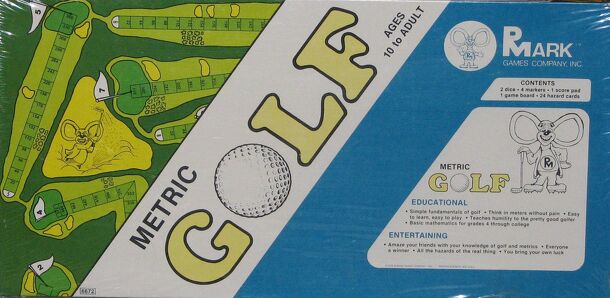 5
7
4
2
6672
METRIC
GOLF
AGES
10 to ADULT
PM
PMARK
GAMES COMPANY, INC.
CONTENTS
2 dice • 4 markers • 1 score pad
1 game board • 24 hazard cards
METRIC
GOLF
PM
EDUCATIONAL
• Simple fundamentals of golf • Think in meters without pain • Easy
to learn, easy to play • Teaches humility to the pretty good golfer
• Basic mathematics for grades 4 through college
ENTERTAINING
• Amaze your friends with your knowledge of golf and metrics • Everyone
a winner • All the hazards of the real thing • You bring your own luck